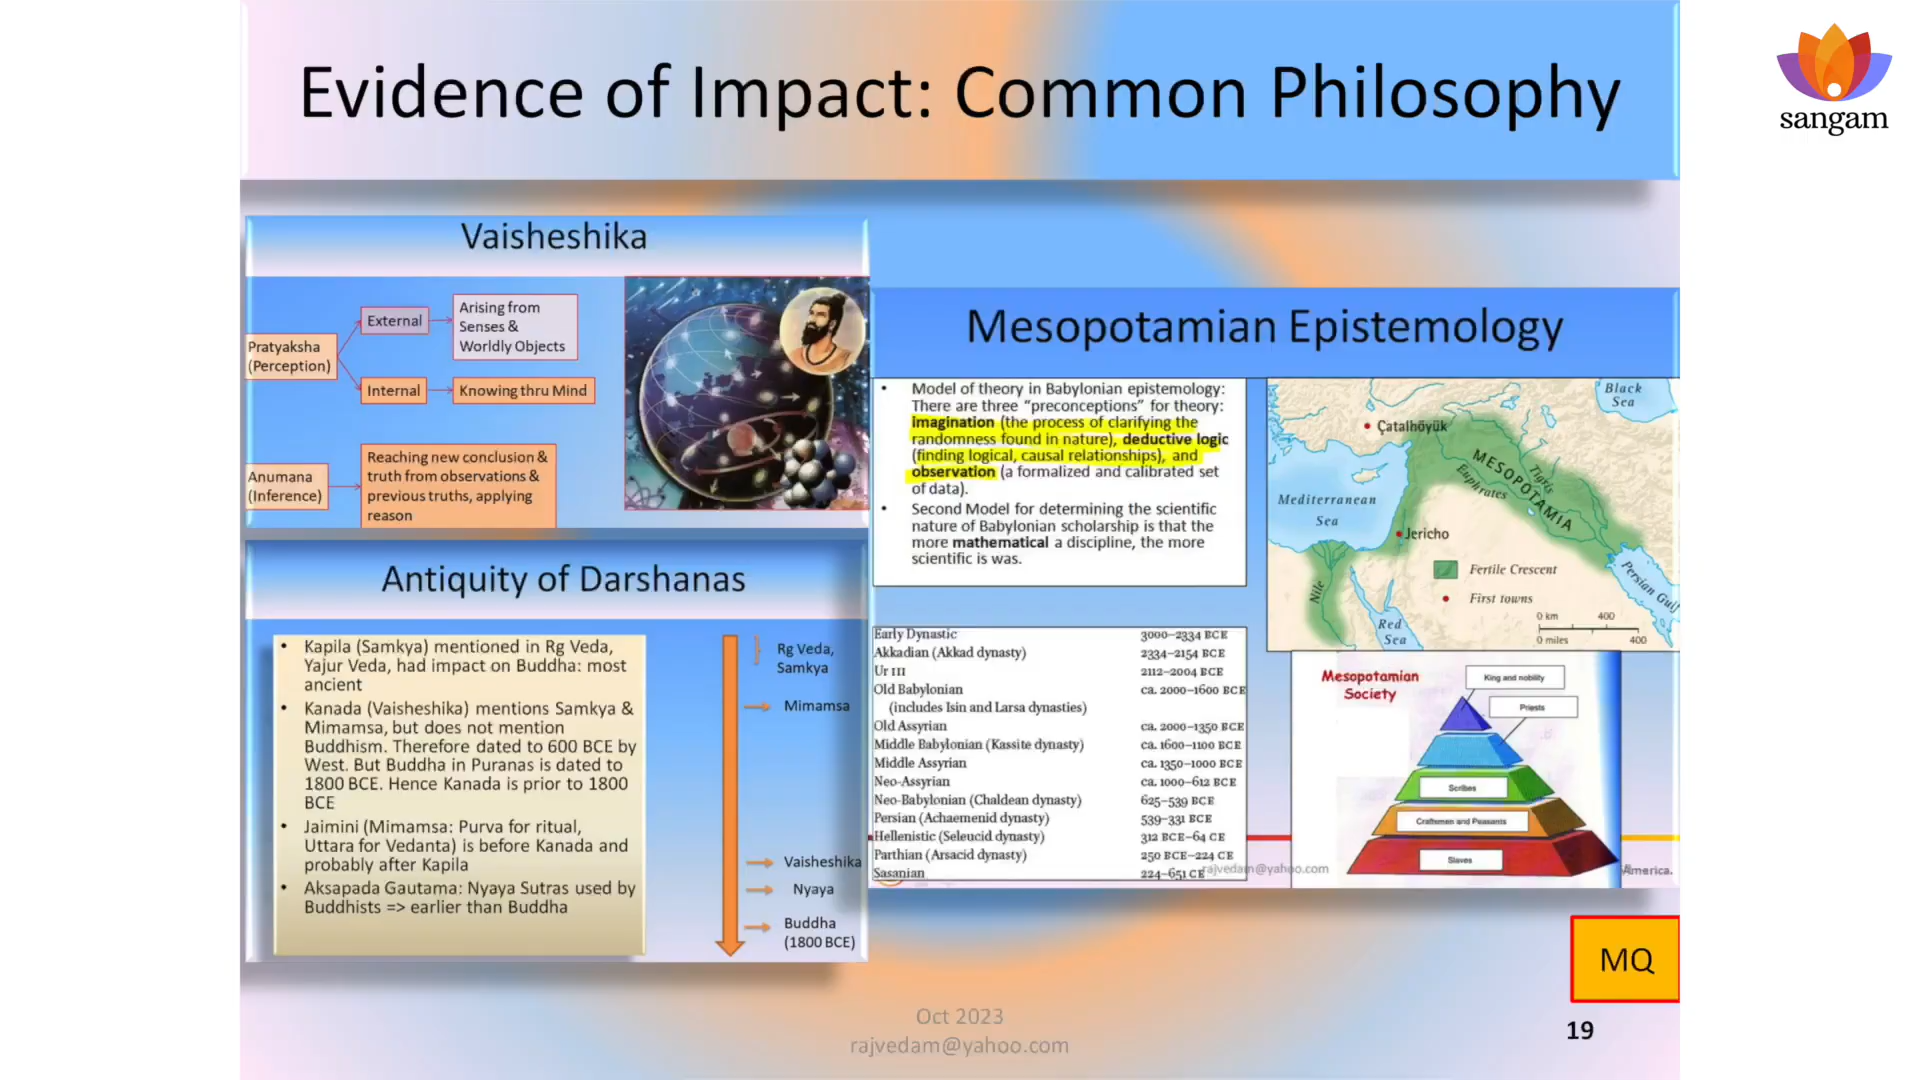 Evidence of Impact: Common Philosophy
sangam
Vaisheshika
Pratyaksha
(Perception)
External
Arising from
Senses &
Worldly Objects
Internal
Knowing thru Mind
Anumana
(Inference)
Reaching new conclusion &
truth from observations &
previous truths, applying
reason
Antiquity of Darshanas
• Kapila (Samkya) mentioned in Rg Veda,
Yajur Veda, had impact on Buddha: most
ancient
• Kanada (Vaisheshika) mentions Samkya &
Mimamsa, but does not mention
Buddhism. Therefore dated to 600 BCE by
West. But Buddha in Puranas is dated to
1800 BCE. Hence Kanada is prior to 1800
BCE
• Jaimini (Mimamsa: Purva for ritual,
Uttara for Vedanta) is before Kanada and
probably after Kapila
• Aksapada Gautama: Nyaya Sutras used by
Buddhists => earlier than Buddha
Rg Veda,
Samkya
Mimamsa
Vaisheshika
Nyaya
Buddha
(1800 BCE)
Mesopotamian Epistemology
• Model of theory in Babylonian epistemology:
There are three “preconceptions” for theory:
imagination (the process of clarifying the
randomness found in nature), deductive logic
(finding logical, causal relationships), and
observation (a formalized and calibrated set
of data).
• Second Model for determining the scientific
nature of Babylonian scholarship is that the
more mathematical a discipline, the more
scientific is was.
Black
Sea
Çatalhöyük
MESOPOTAMIA
Tigris
Euphrates
Mediterranean
Sea
Jericho
Nile
Fertile Crescent
First towns
Persian Gulf
Red
Sea
0 km 400
0 miles 400
Early Dynastic 3000–2334 BCE
Akkadian (Akkad dynasty) 2334–2154 BCE
Ur III 2112–2004 BCE
Old Babylonian ca. 2000–1600 BCE
(includes Isin and Larsa dynasties)
Old Assyrian ca. 2000–1350 BCE
Middle Babylonian (Kassite dynasty) ca. 1600–1100 BCE
Middle Assyrian ca. 1350–1000 BCE
Neo-Assyrian ca. 1000–612 BCE
Neo-Babylonian (Chaldean dynasty) 625–539 BCE
Persian (Achaemenid dynasty) 539–331 BCE
Hellenistic (Seleucid dynasty) 312 BCE–64 CE
Parthian (Arsacid dynasty) 250 BCE–224 CE
Sasanian 224–651 CE
rajvedam@yahoo.com
Mesopotamian
Society
King and nobility
Priests
Scribes
Craftsmen and Peasants
Slaves
America.
MQ
Oct 2023
rajvedam@yahoo.com
19